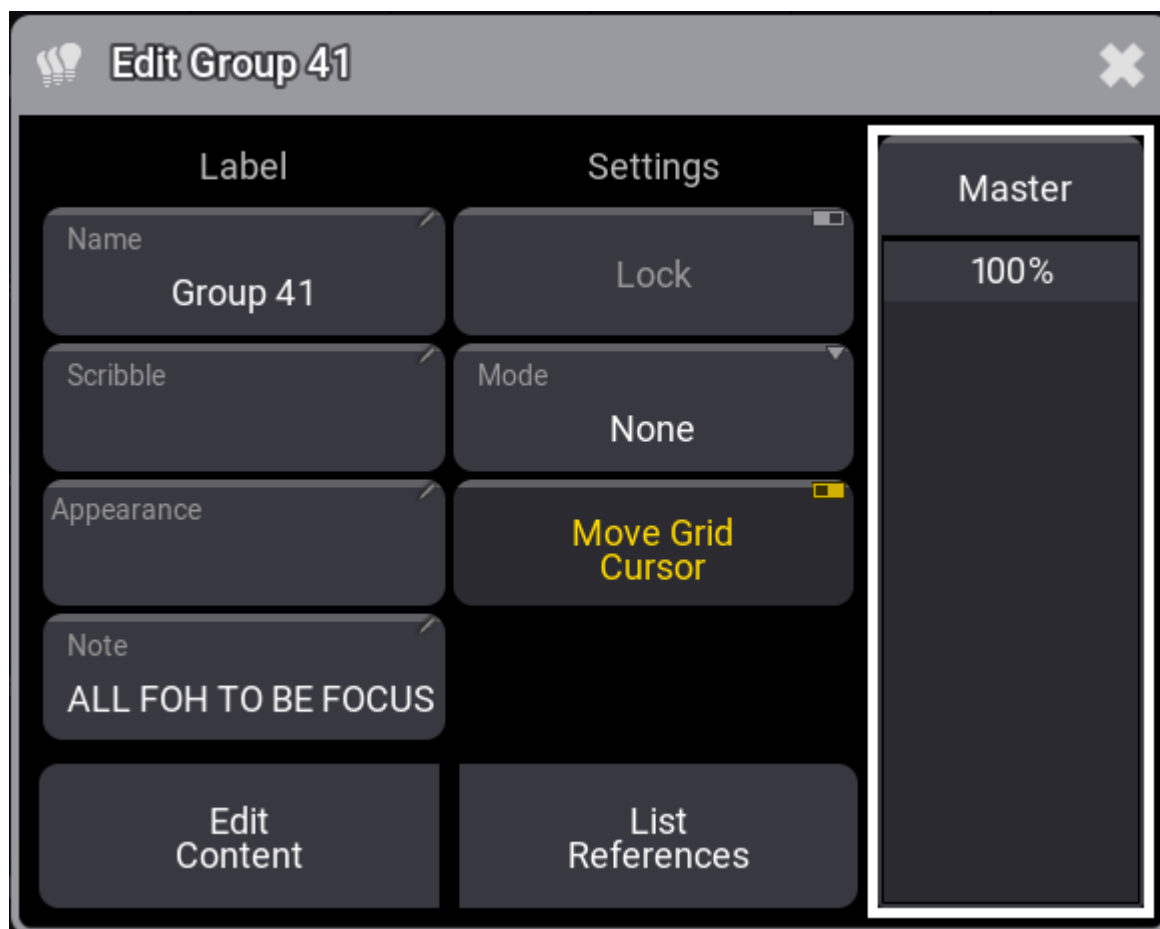 Edit Group 41
Label
Settings
Master
Name
Group 41
Lock
100%
Scribble
Mode
None
Appearance
Move Grid
Cursor
Note
ALL FOH TO BE FOCUS
Edit
Content
List
References